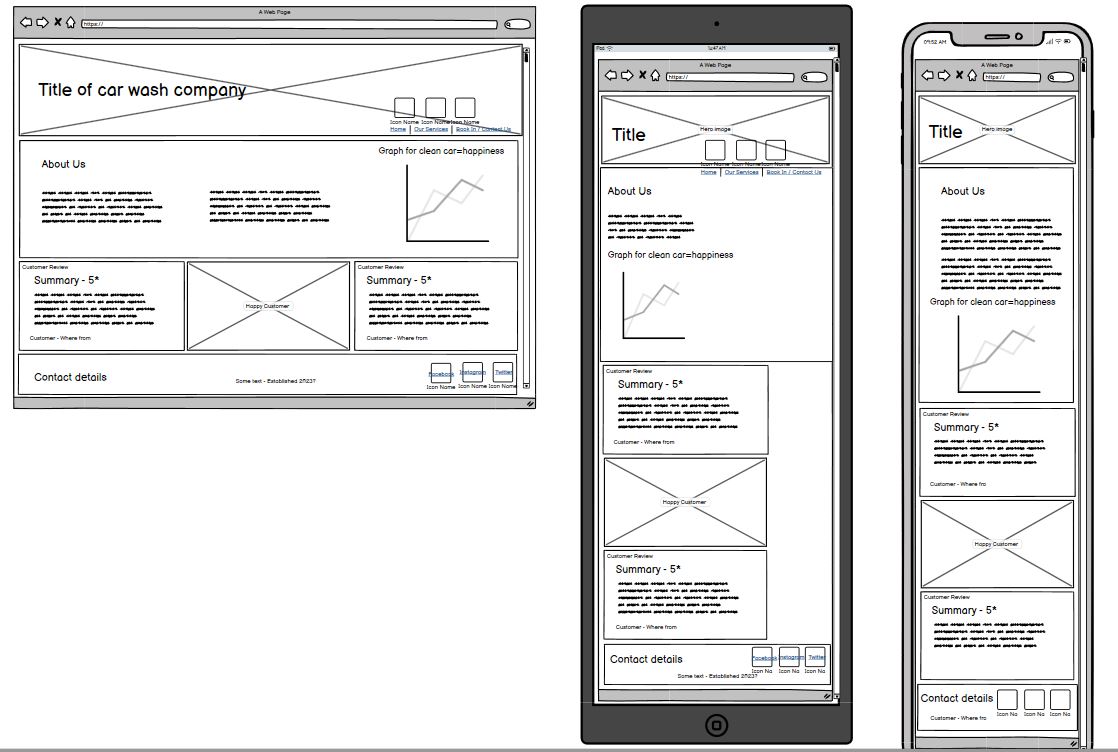 A Web Page
https://
Title of car wash company
Icon Name Icon Name Icon Name
Home Our Services Book In / Contact Us
About Us
Graph for clean car=happiness
Customer Review
Summary - 5*
Customer - Where from
Happy Customer
Customer Review
Summary - 5*
Customer - Where from
Contact details
Some text - Established 2023?
Facebook Instagram Twitter
Icon Name Icon Name Icon Name
iPad
A Web Page
https://
Title
Hero image
Icon Name Icon Name Icon Name
Home Our Services Book In / Contact Us
About Us
Graph for clean car=happiness
Customer Review
Summary - 5*
Customer - Where from
Happy Customer
Customer Review
Summary - 5*
Customer - Where from
Contact details
Facebook Instagram Twitter
Icon Na Icon Na Icon Na
Some text - Established 2023?
09:52 AM
A Web Page
https://
Title
Hero image
About Us
Graph for clean car=happiness
Customer Review
Summary - 5*
Customer - Where fro
Happy Customer
Customer Review
Summary - 5*
Contact details
Icon Na Icon Na Icon Na
Customer - Where fro